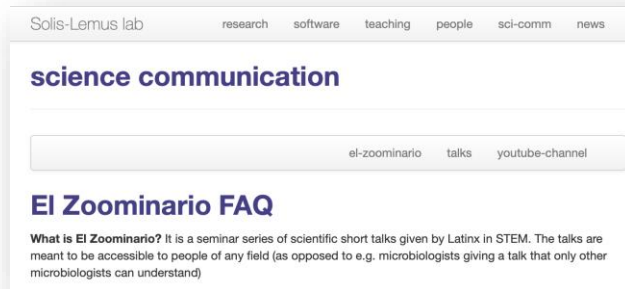 Solis-Lemus lab research software teaching people sci-comm news
science communication
el-zoominario talks youtube-channel
El Zoominario FAQ
What is El Zoominario? It is a seminar series of scientific short talks given by Latinx in STEM. The talks are
meant to be accessible to people of any field (as opposed to e.g. microbiologists giving a talk that only other
microbiologists can understand)